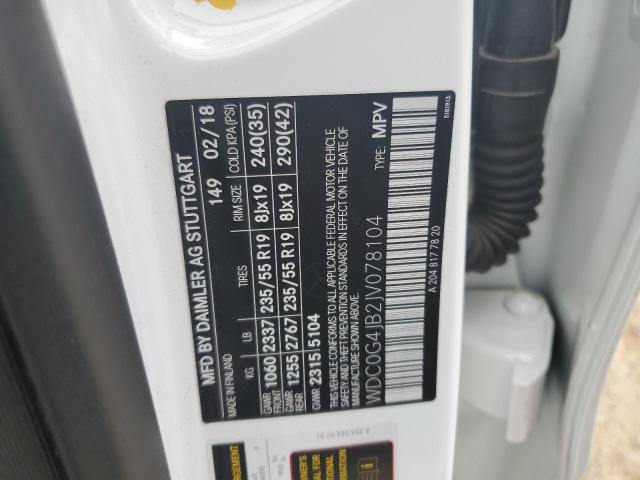 MFD BY DAIMLER AG STUTTGART
MADE IN FINLAND 149 02/18
KG LB RIM SIZE COLD KPA(PSI)
GAWR FRONT 1060 2337 235/55 R19 8Jx19 240(35)
GAWR REAR 1255 2767 235/55 R19 8Jx19 290(42)
GVWR 2315 5104
THIS VEHICLE CONFORMS TO ALL APPLICABLE FEDERAL MOTOR VEHICLE
SAFETY AND THEFT PREVENTION STANDARDS IN EFFECT ON THE DATE OF
MANUFACTURE SHOWN ABOVE.
WDC0G4JB2JV078104 TYPE: MPV
A 204 817 78 20 5181913